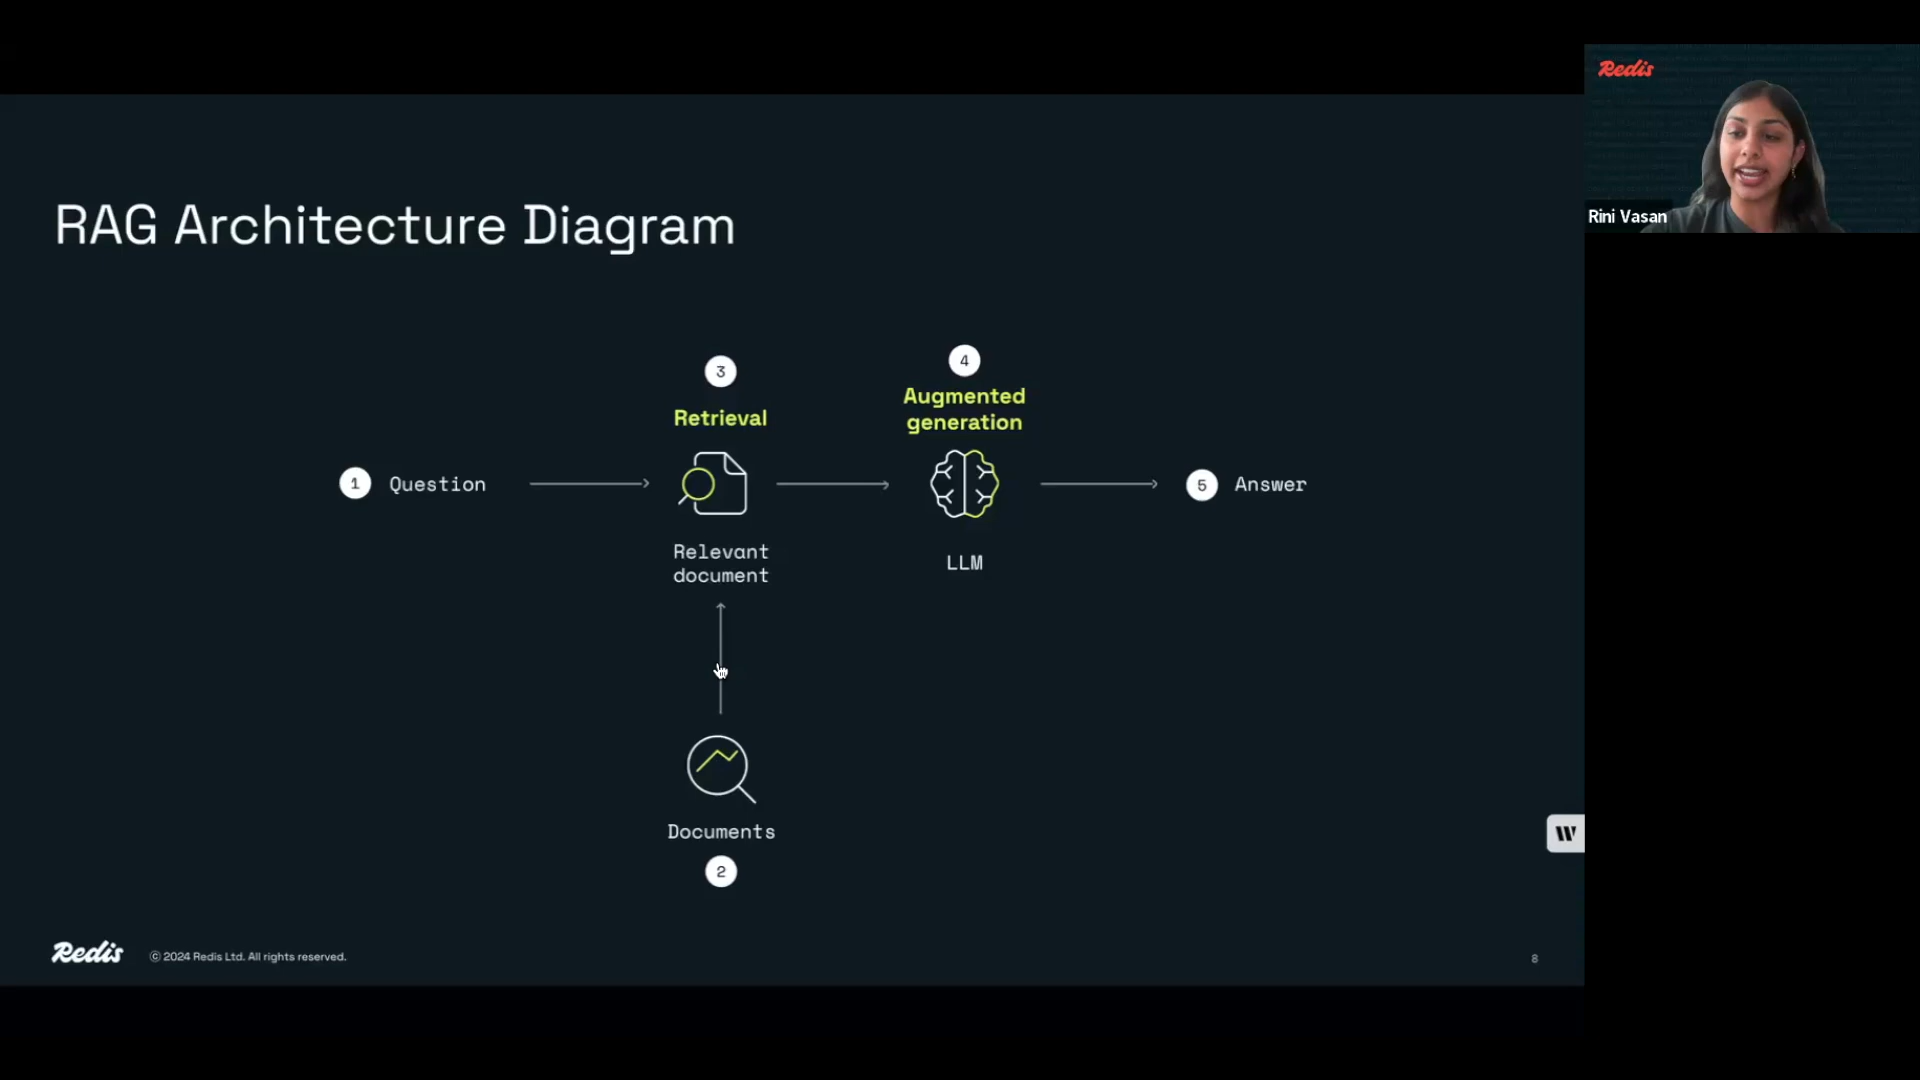 Redis
Rini Vasan
RAG Architecture Diagram
3
Retrieval
4
Augmented
generation
1 Question
5 Answer
Relevant
document
LLM
Documents
2
W
Redis
© 2024 Redis Ltd. All rights reserved.
8